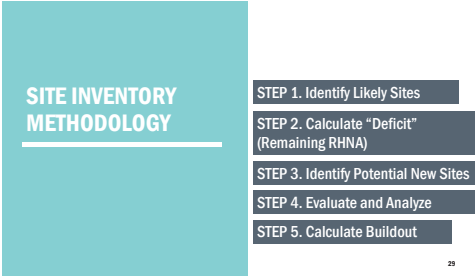 SITE INVENTORY
METHODOLOGY
STEP 1. Identify Likely Sites
STEP 2. Calculate “Deficit”
(Remaining RHNA)
STEP 3. Identify Potential New Sites
STEP 4. Evaluate and Analyze
STEP 5. Calculate Buildout
29